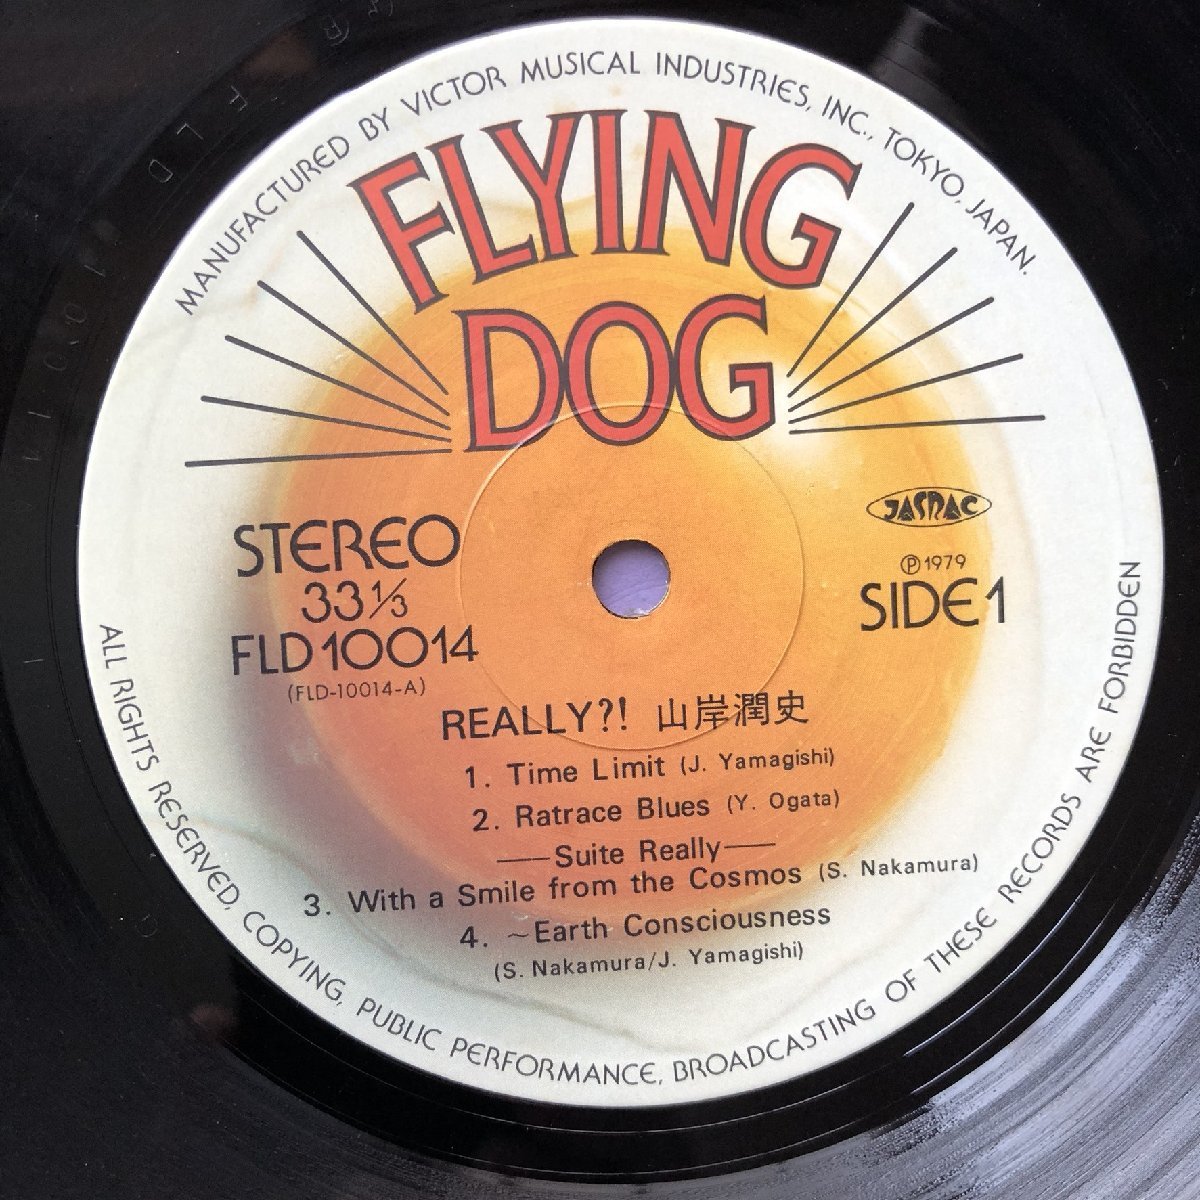 MANUFACTURED BY VICTOR MUSICAL INDUSTRIES, INC., TOKYO, JAPAN.
FLYING
DOG
JASRAC
STEREO
33 1/3
FLD 10014
(FLD-10014-A)
Ⓟ1979
SIDE 1
REALLY?! 山岸潤史
1. Time Limit (J. Yamagishi)
2. Ratrace Blues (Y. Ogata)
——Suite Really——
3. With a Smile from the Cosmos (S. Nakamura)
4. ~Earth Consciousness
(S. Nakamura/J. Yamagishi)
ALL RIGHTS RESERVED, COPYING, PUBLIC PERFORMANCE, BROADCASTING OF THESE RECORDS ARE FORBIDDEN